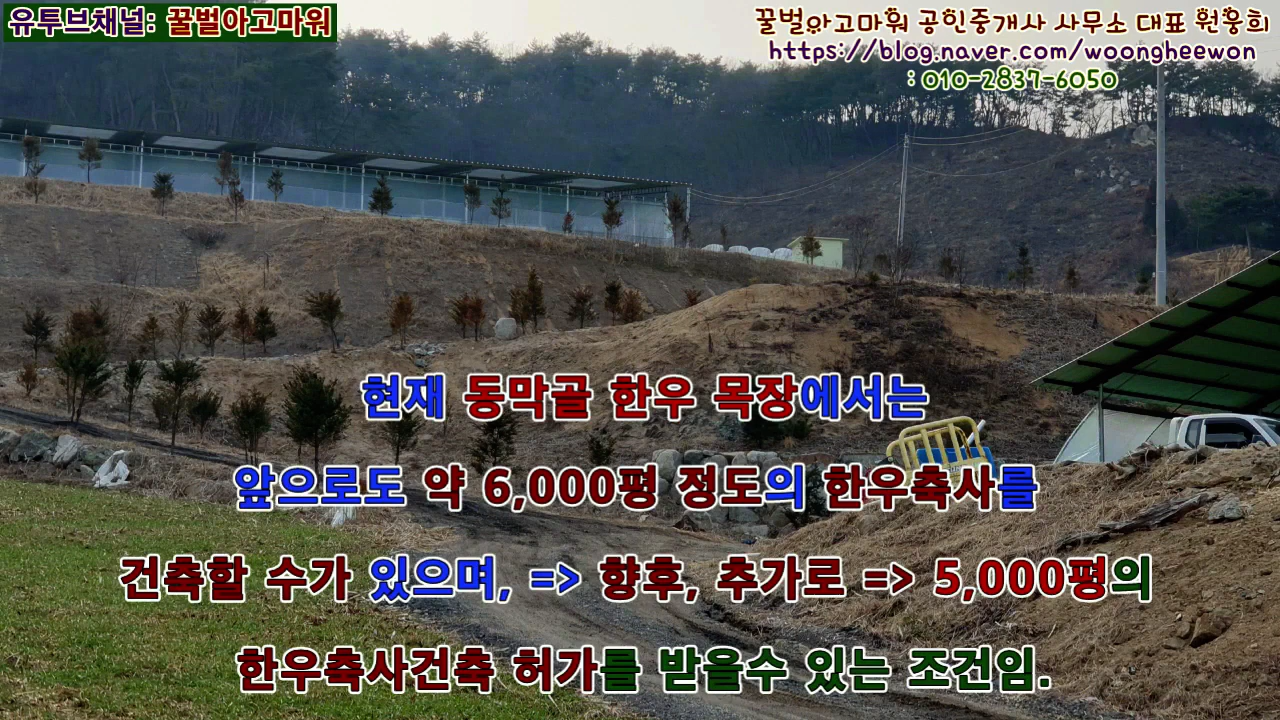 유투브채널: 꿀벌아고마워
꿀벌아고마워 공인중개사 사무소 대표 원웅희
https://blog.naver.com/woongheewon
: 010-2837-6050
현재 동막골 한우 목장에서는
앞으로도 약 6,000평 정도의 한우축사를
건축할 수가 있으며, => 향후, 추가로 => 5,000평의
한우축사건축 허가를 받을수 있는 조건임.